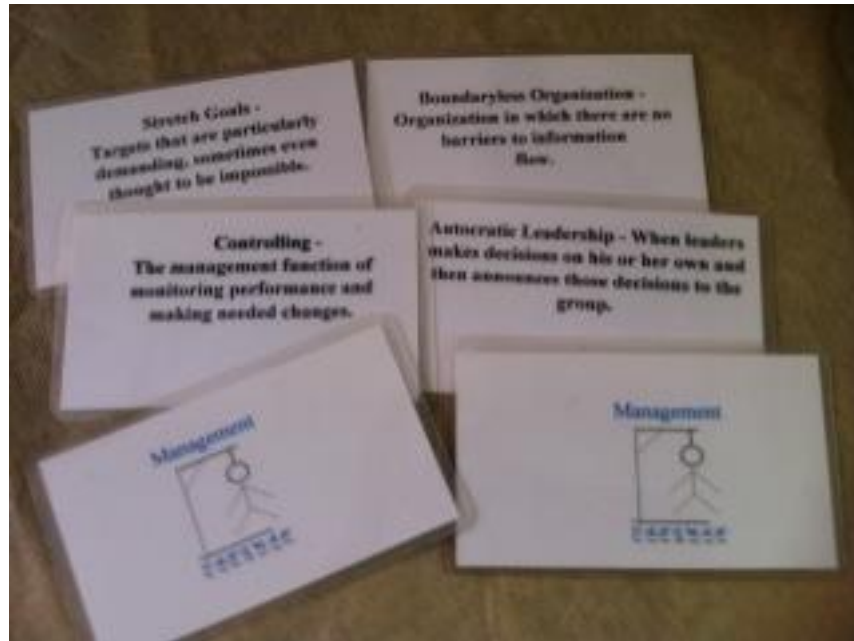 Stretch Goals -
Targets that are particularly
demanding, sometimes even
thought to be impossible.
Boundaryless Organization -
Organization in which there are no
barriers to information
flow.
Controlling -
The management function of
monitoring performance and
making needed changes.
Autocratic Leadership - When leaders
makes decisions on his or her own and
then announces those decisions to the
group.
Management
Management